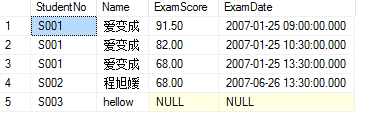 StudentNo Name ExamScore ExamDate
1 S001 爱变成 91.50 2007-01-25 09:00:00.000
2 S001 爱变成 82.00 2007-01-25 10:30:00.000
3 S001 爱变成 68.00 2007-01-25 13:30:00.000
4 S002 程旭媛 68.00 2007-06-26 13:30:00.000
5 S003 hellow NULL NULL